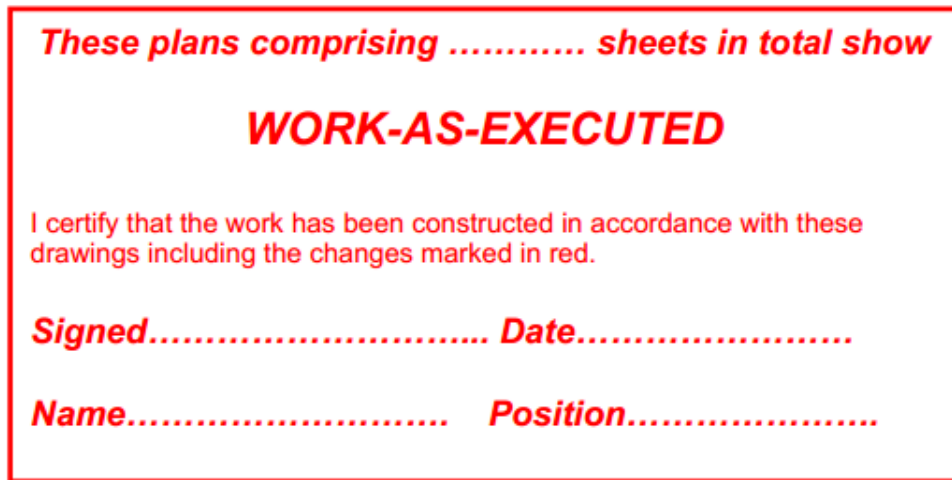 These plans comprising ………… sheets in total show
WORK-AS-EXECUTED
I certify that the work has been constructed in accordance with these
drawings including the changes marked in red.
Signed………………………... Date……………………
Name………………………. Position………………….